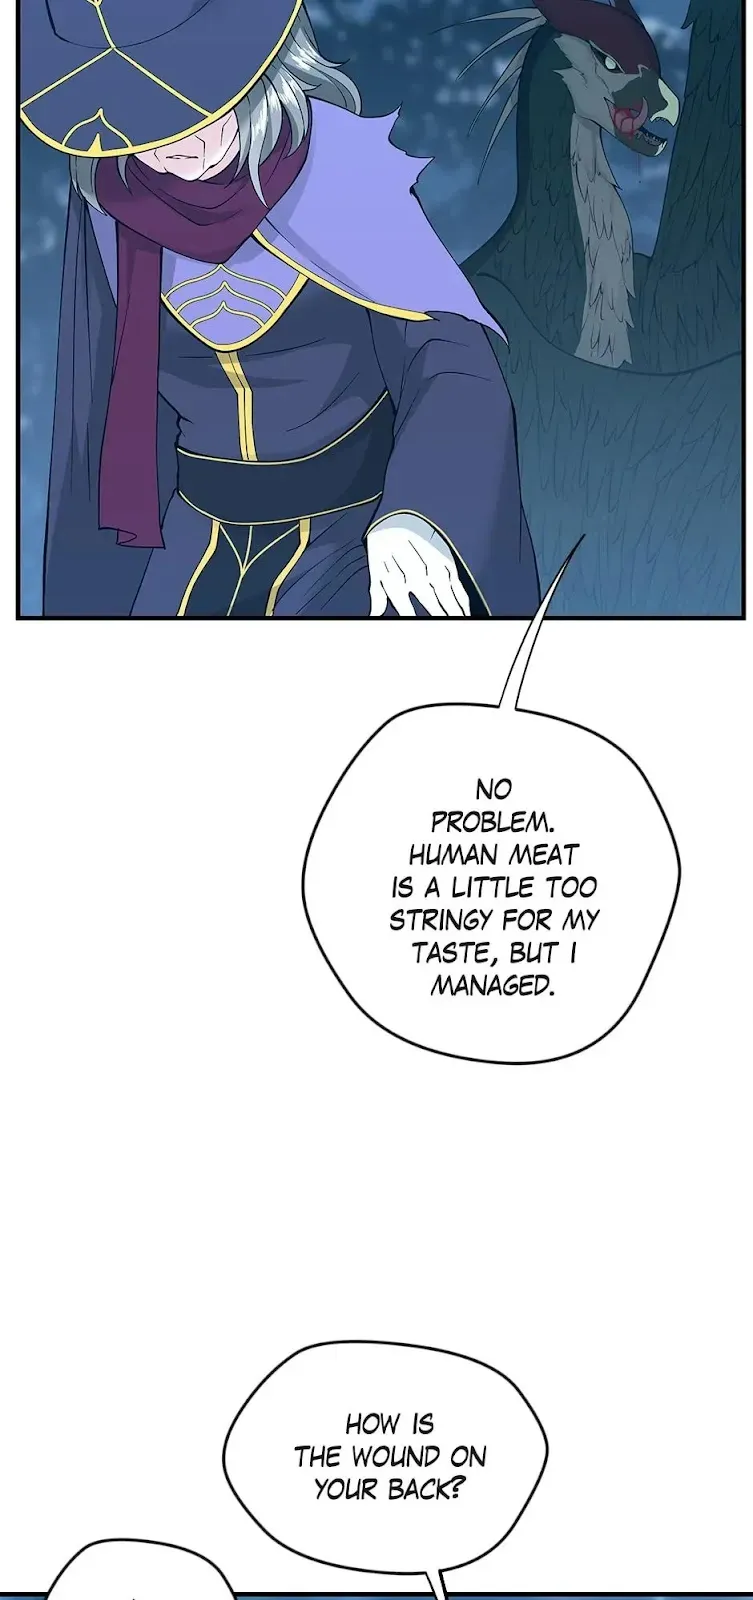 NO
PROBLEM.
HUMAN MEAT
IS A LITTLE TOO
STRINGY FOR MY
TASTE, BUT I
MANAGED.
HOW IS
THE WOUND ON
YOUR BACK?